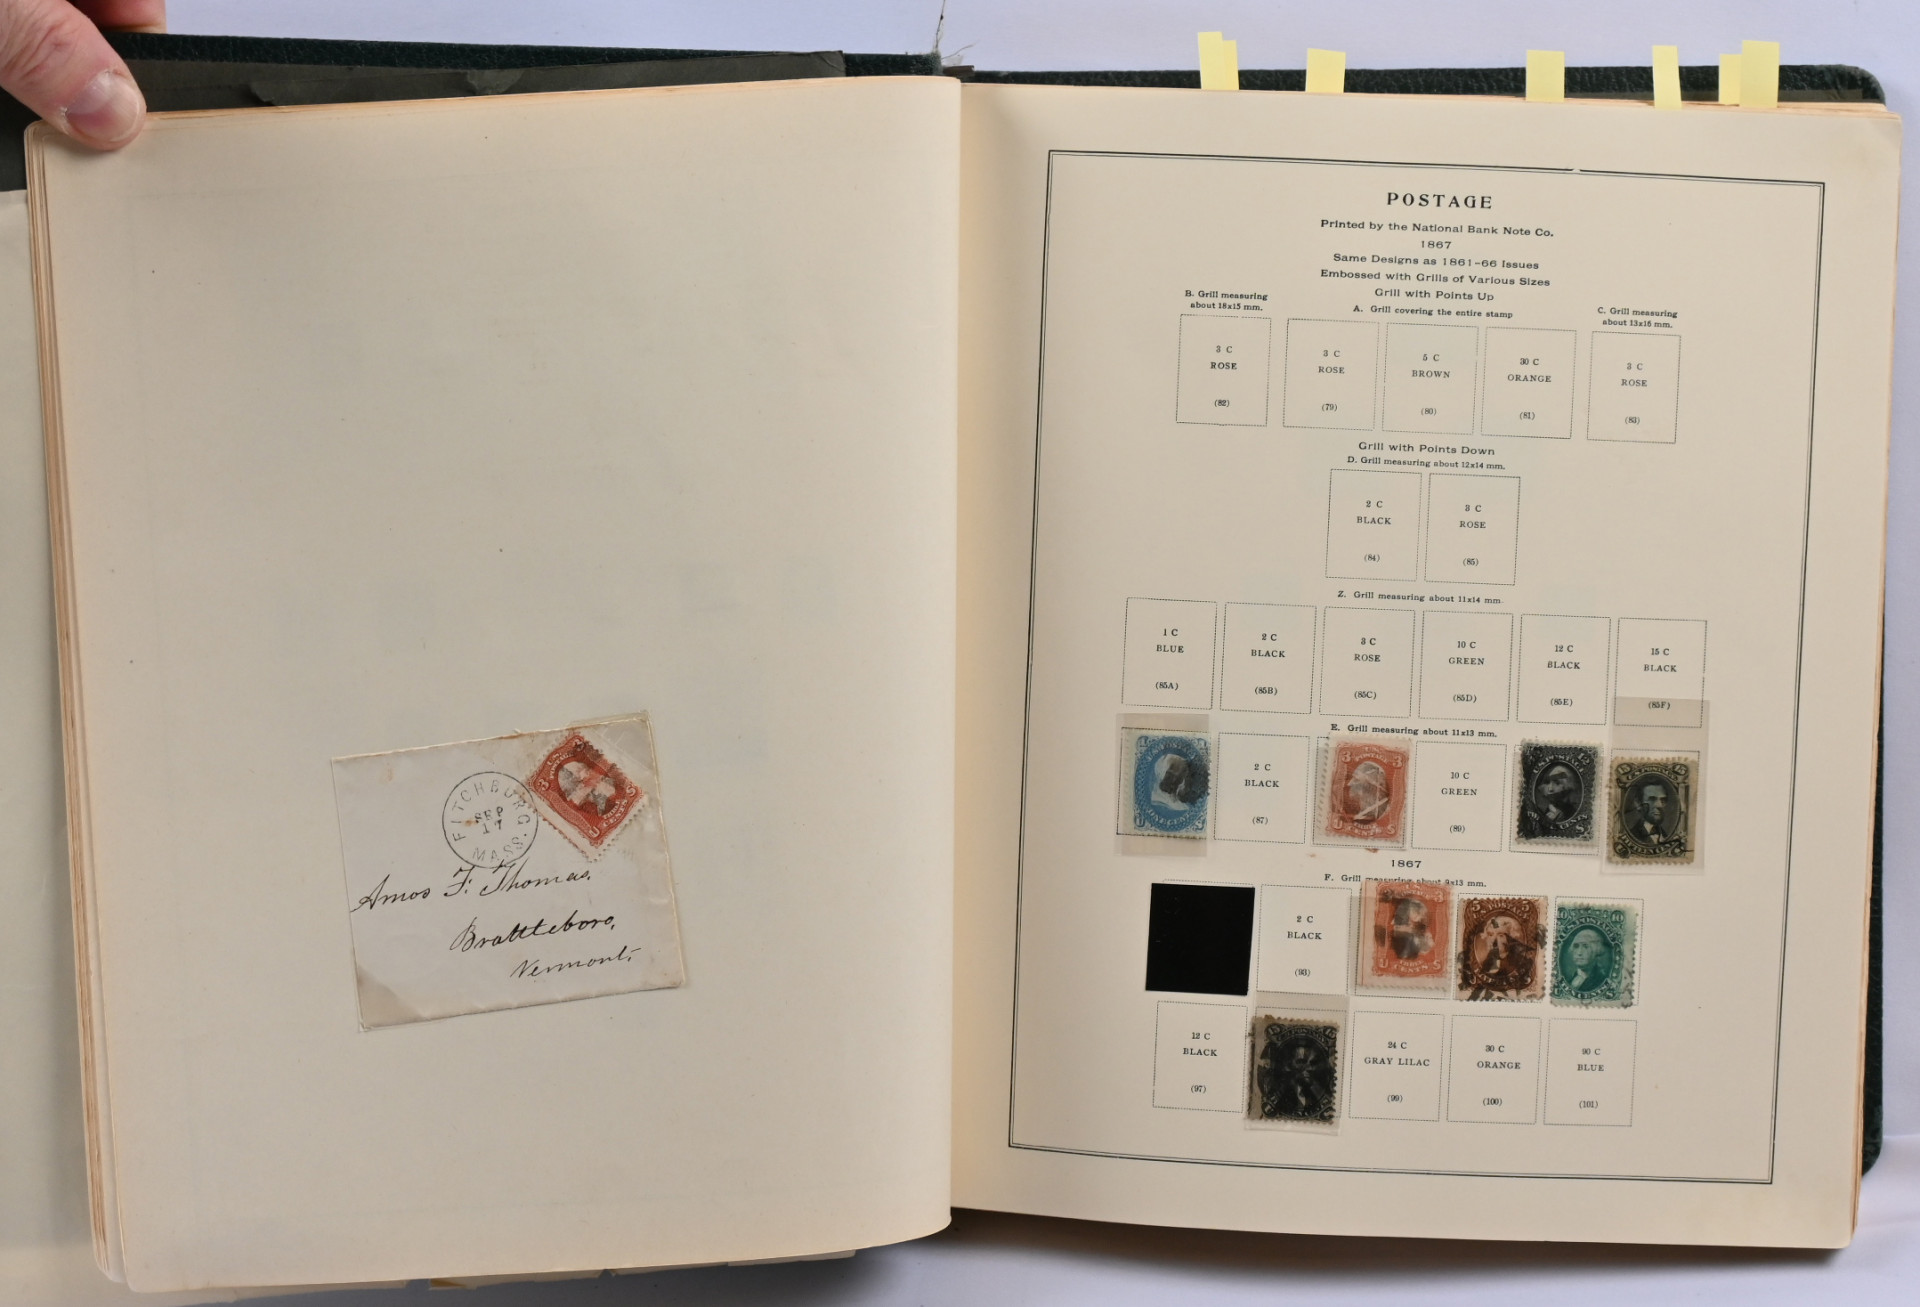 FITCHBURG. MASS.
SEP
17
Amos F. Thomas.
Brattleboro,
Vermont.
POSTAGE
Printed by the National Bank Note Co.
1867
Same Designs as 1861-66 Issues
Embossed with Grills of Various Sizes
Grill with Points Up
B. Grill measuring
about 18x15 mm.
A. Grill covering the entire stamp
C. Grill measuring
about 13x16 mm.
3 C
ROSE
(82)
3 C
ROSE
(79)
5 C
BROWN
(80)
30 C
ORANGE
(81)
3 C
ROSE
(83)
Grill with Points Down
D. Grill measuring about 12x14 mm.
2 C
BLACK
(84)
3 C
ROSE
(85)
Z. Grill measuring about 11x14 mm.
1 C
BLUE
(85A)
2 C
BLACK
(85B)
3 C
ROSE
(85C)
10 C
GREEN
(85D)
12 C
BLACK
(85E)
15 C
BLACK
(85F)
E. Grill measuring about 11x13 mm.
2 C
BLACK
(87)
10 C
GREEN
(89)
1867
F. Grill measuring about 9x13 mm.
2 C
BLACK
(93)
12 C
BLACK
(97)
24 C
GRAY LILAC
(99)
30 C
ORANGE
(100)
90 C
BLUE
(101)